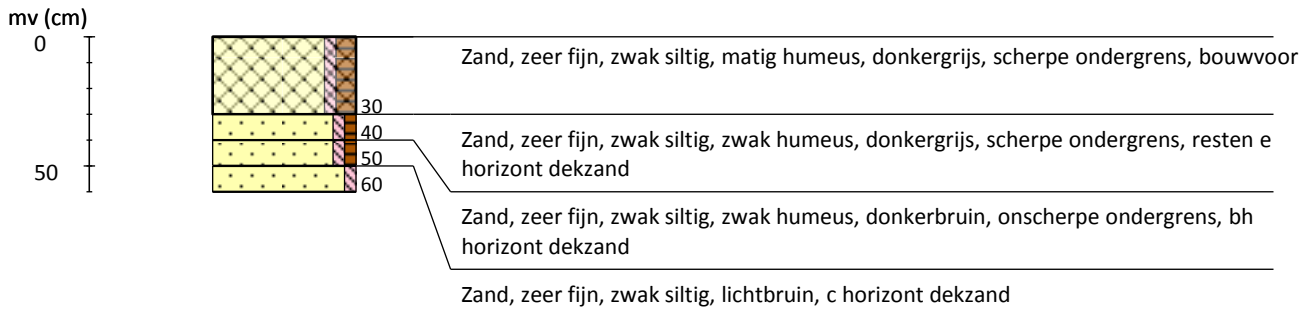 mv (cm)
0
Zand, zeer fijn, zwak siltig, matig humeus, donkergrijs, scherpe ondergrens, bouwvoor
30
40
Zand, zeer fijn, zwak siltig, zwak humeus, donkergrijs, scherpe ondergrens, resten e
horizont dekzand
50
50
60
Zand, zeer fijn, zwak siltig, zwak humeus, donkerbruin, onscherpe ondergrens, bh
horizont dekzand
Zand, zeer fijn, zwak siltig, lichtbruin, c horizont dekzand